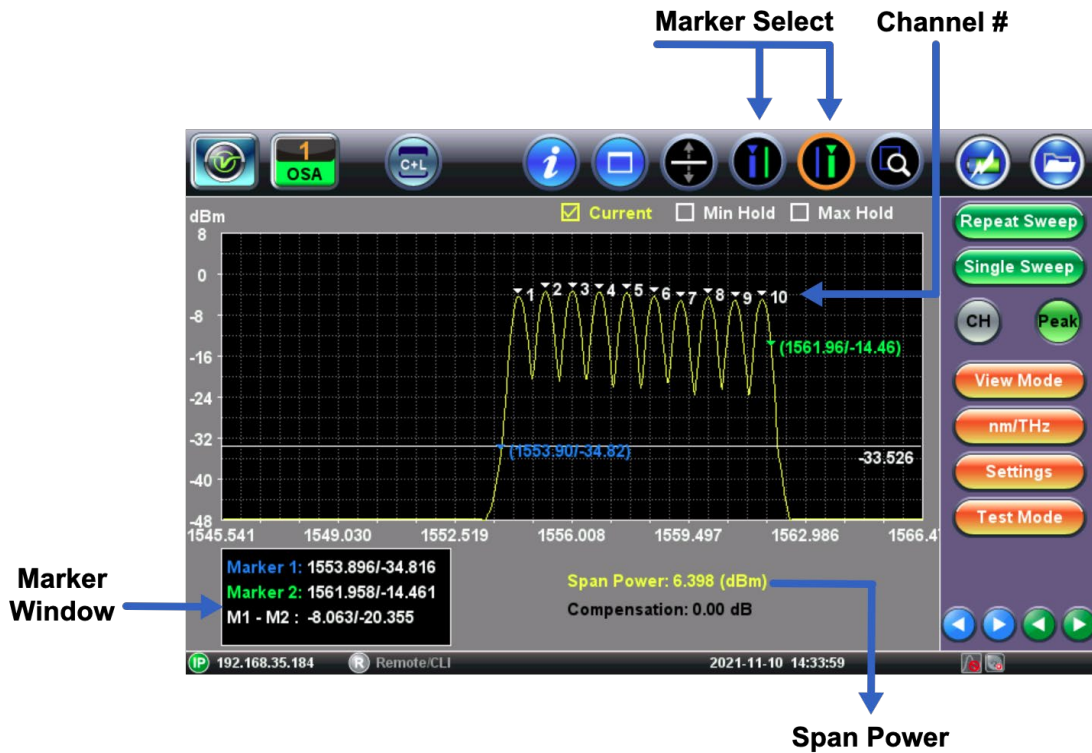 Marker Select
Channel #
1
OSA
C+L
dBm
Current
Min Hold
Max Hold
Repeat Sweep
Single Sweep
CH
Peak
View Mode
nm/THz
Settings
Test Mode
8
0
-8
-16
-24
-32
-40
-48
1 2 3 4 5 6 7 8 9 10
(1561.96/-14.46)
(1553.90/-34.82)
-33.526
1545.541 1549.030 1552.519 1556.008 1559.497 1562.986 1566.4
Marker Window
Marker 1: 1553.896/-34.816
Marker 2: 1561.958/-14.461
M1 - M2 : -8.063/-20.355
Span Power: 6.398 (dBm)
Compensation: 0.00 dB
IP 192.168.35.184
R Remote/CLI
2021-11-10 14:33:59
Span Power